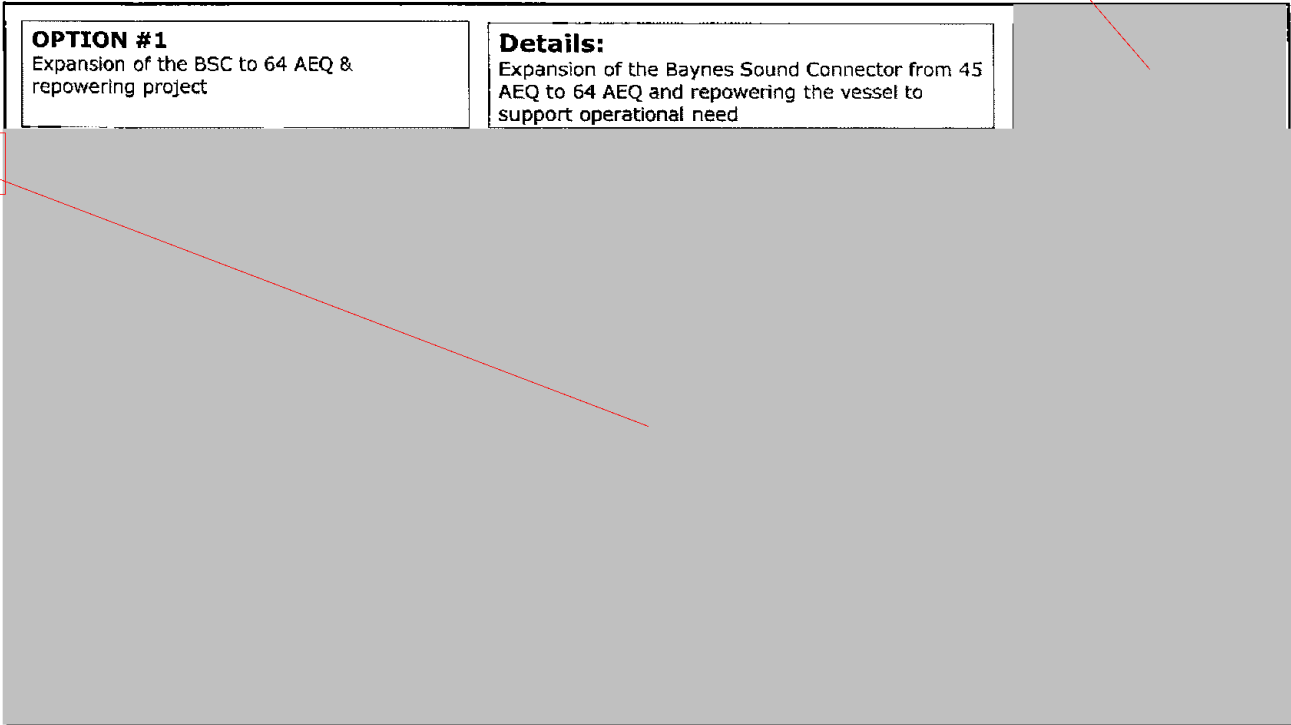 OPTION #1
Expansion of the BSC to 64 AEQ &
repowering project
Details:
Expansion of the Baynes Sound Connector from 45
AEQ to 64 AEQ and repowering the vessel to
support operational need